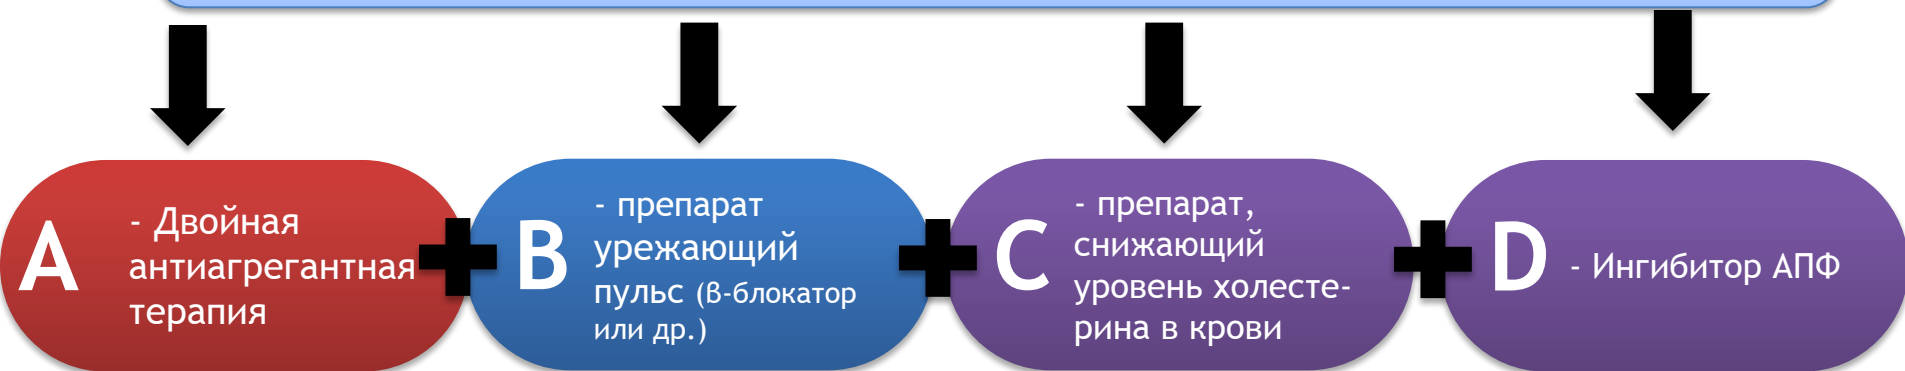 A
- Двойная
антиагрегантная
терапия
B
- препарат
урежающий
пульс (β-блокатор
или др.)
C
- препарат,
снижающий
уровень холесте-
рина в крови
D
- Ингибитор АПФ